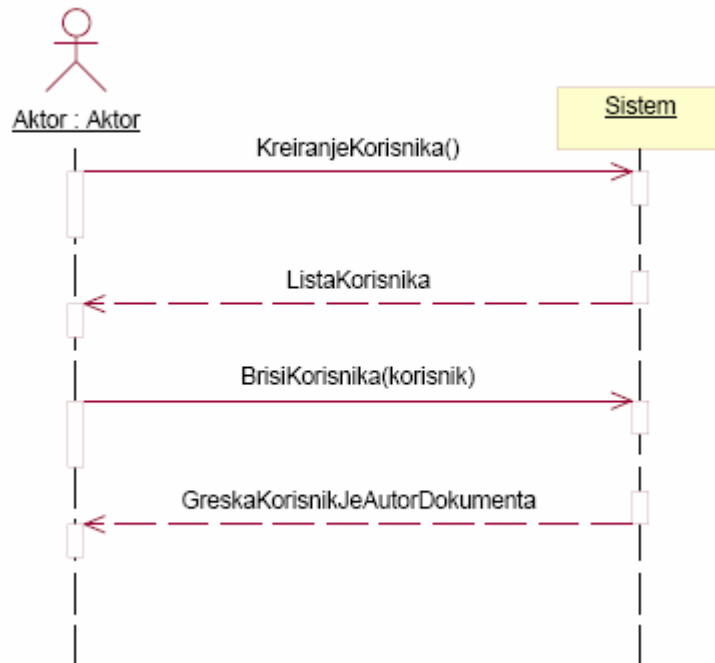 Aktor : Aktor
Sistem
KreiranjeKorisnika()
ListaKorisnika
BrisiKorisnika(korisnik)
GreskaKorisnikJeAutorDokumenta